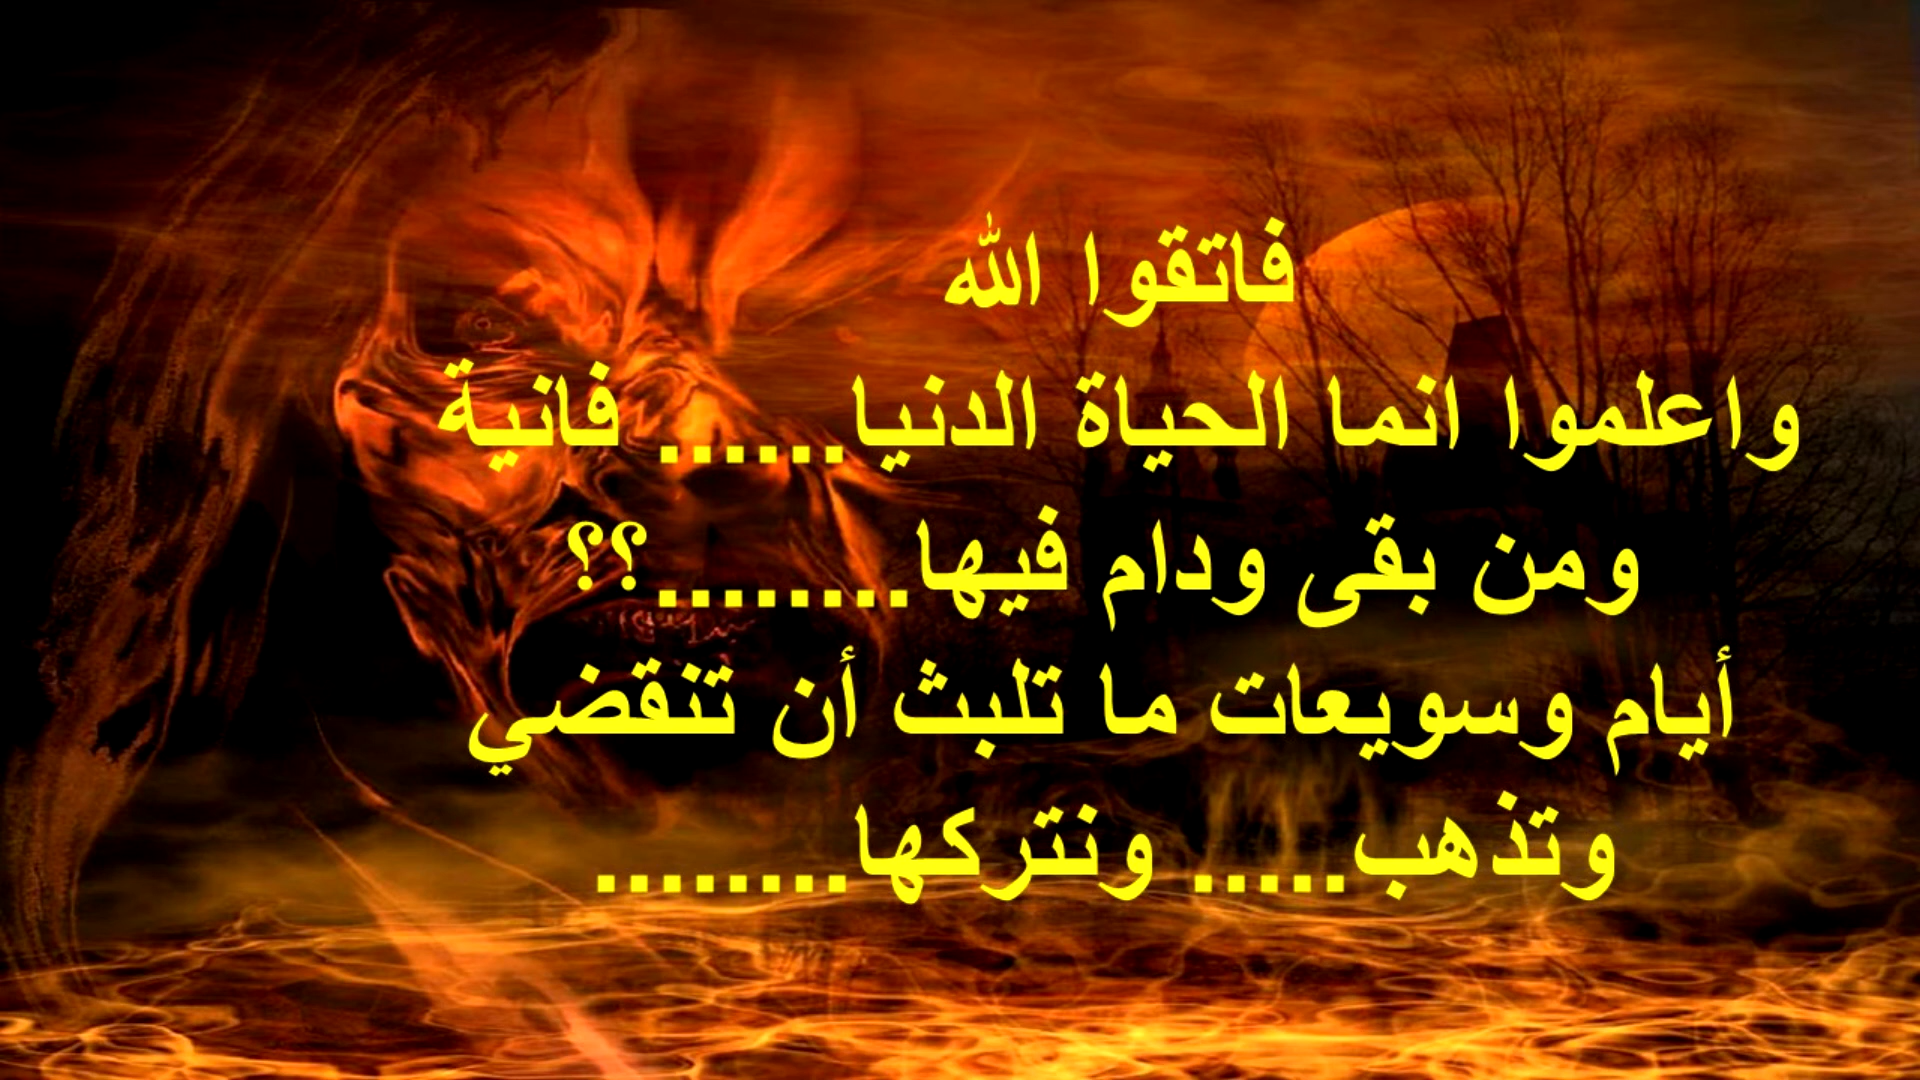 فاتقوا الله
واعلموا انما الحياة الدنيا...... فانية
ومن بقى ودام فيها........؟؟
أيام وسويعات ما تلبث أن تنقضي
وتذهب..... ونتركها........